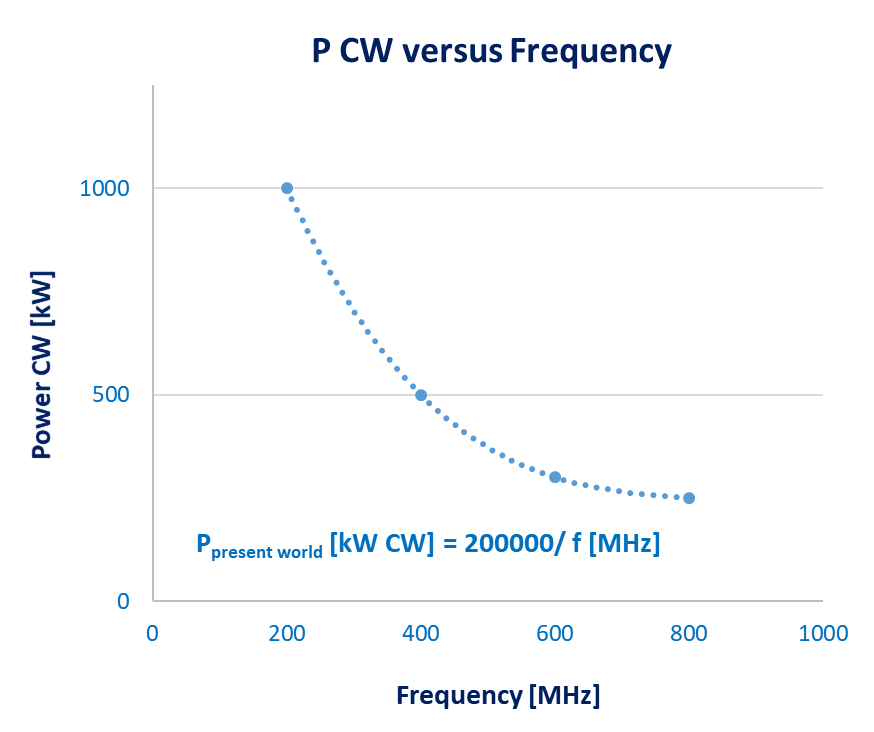 P CW versus Frequency
Power CW [kW]
1000
500
0
P present world [kW CW] = 200000/ f [MHz]
0 200 400 600 800 1000
Frequency [MHz]